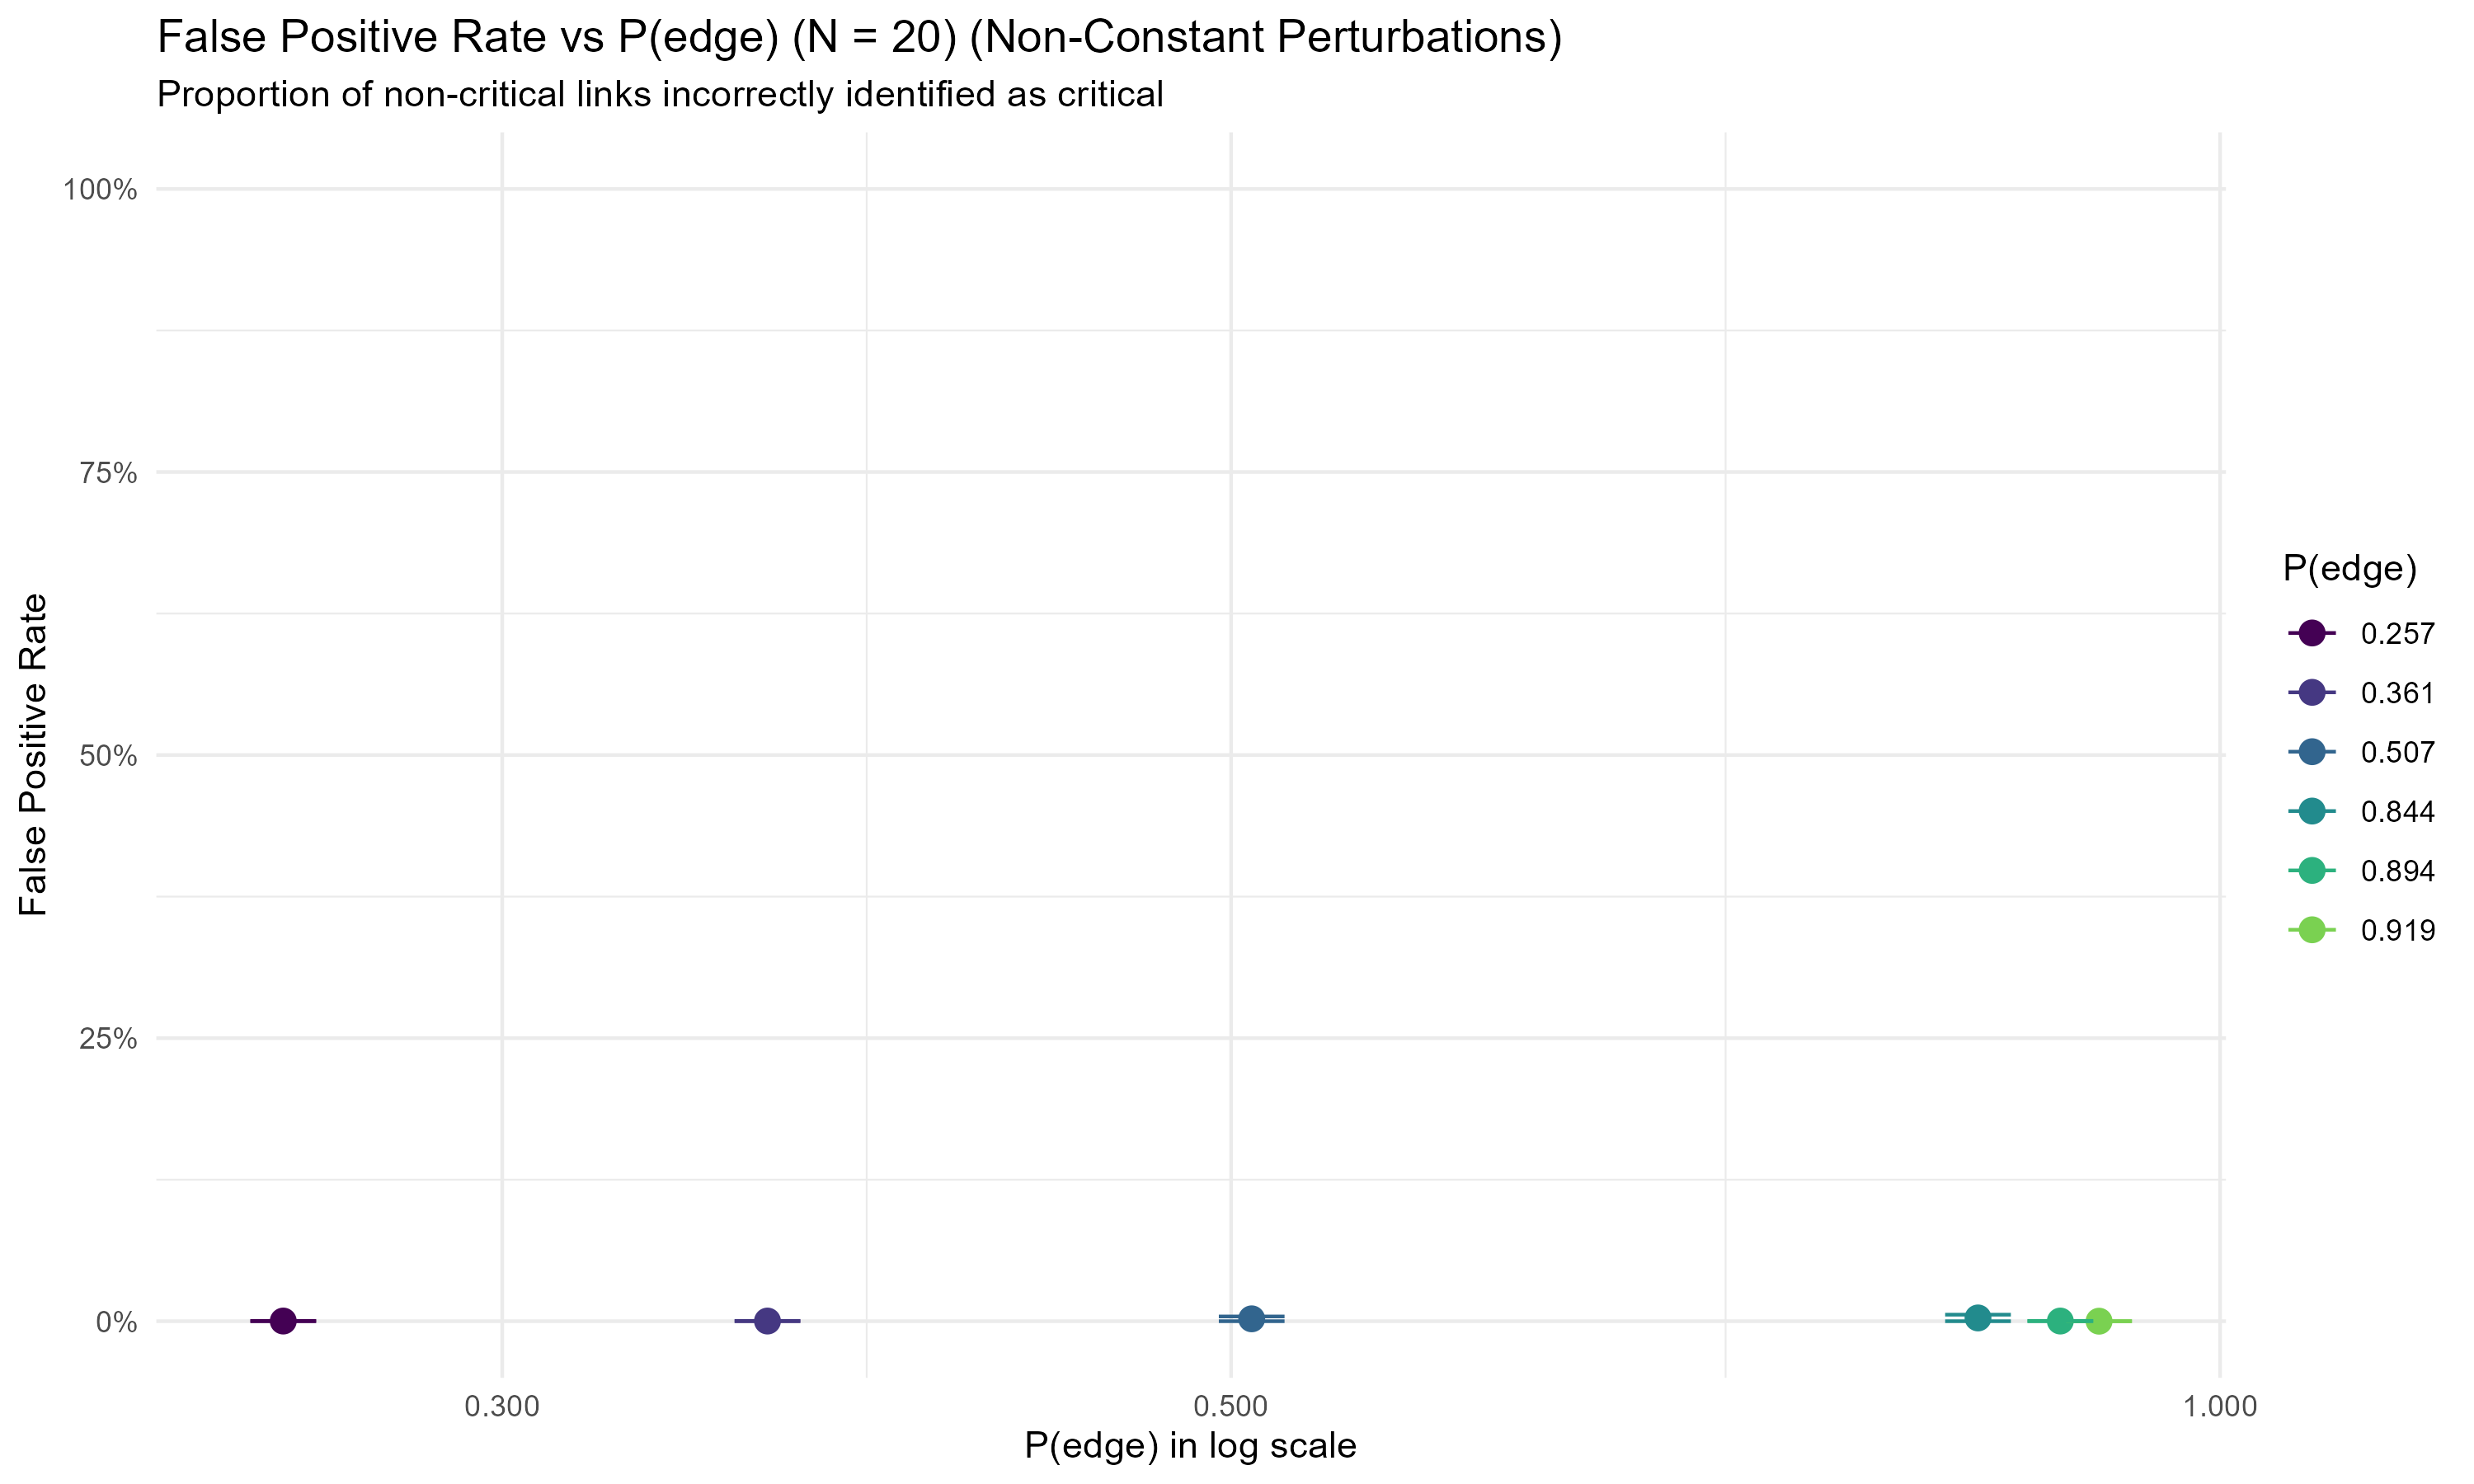 False Positive Rate vs P(edge) (N = 20) (Non-Constant Perturbations)
Proportion of non-critical links incorrectly identified as critical
False Positive Rate
100%
75%
50%
25%
0%
0.300
0.500
1.000
P(edge) in log scale
P(edge)
0.257
0.361
0.507
0.844
0.894
0.919